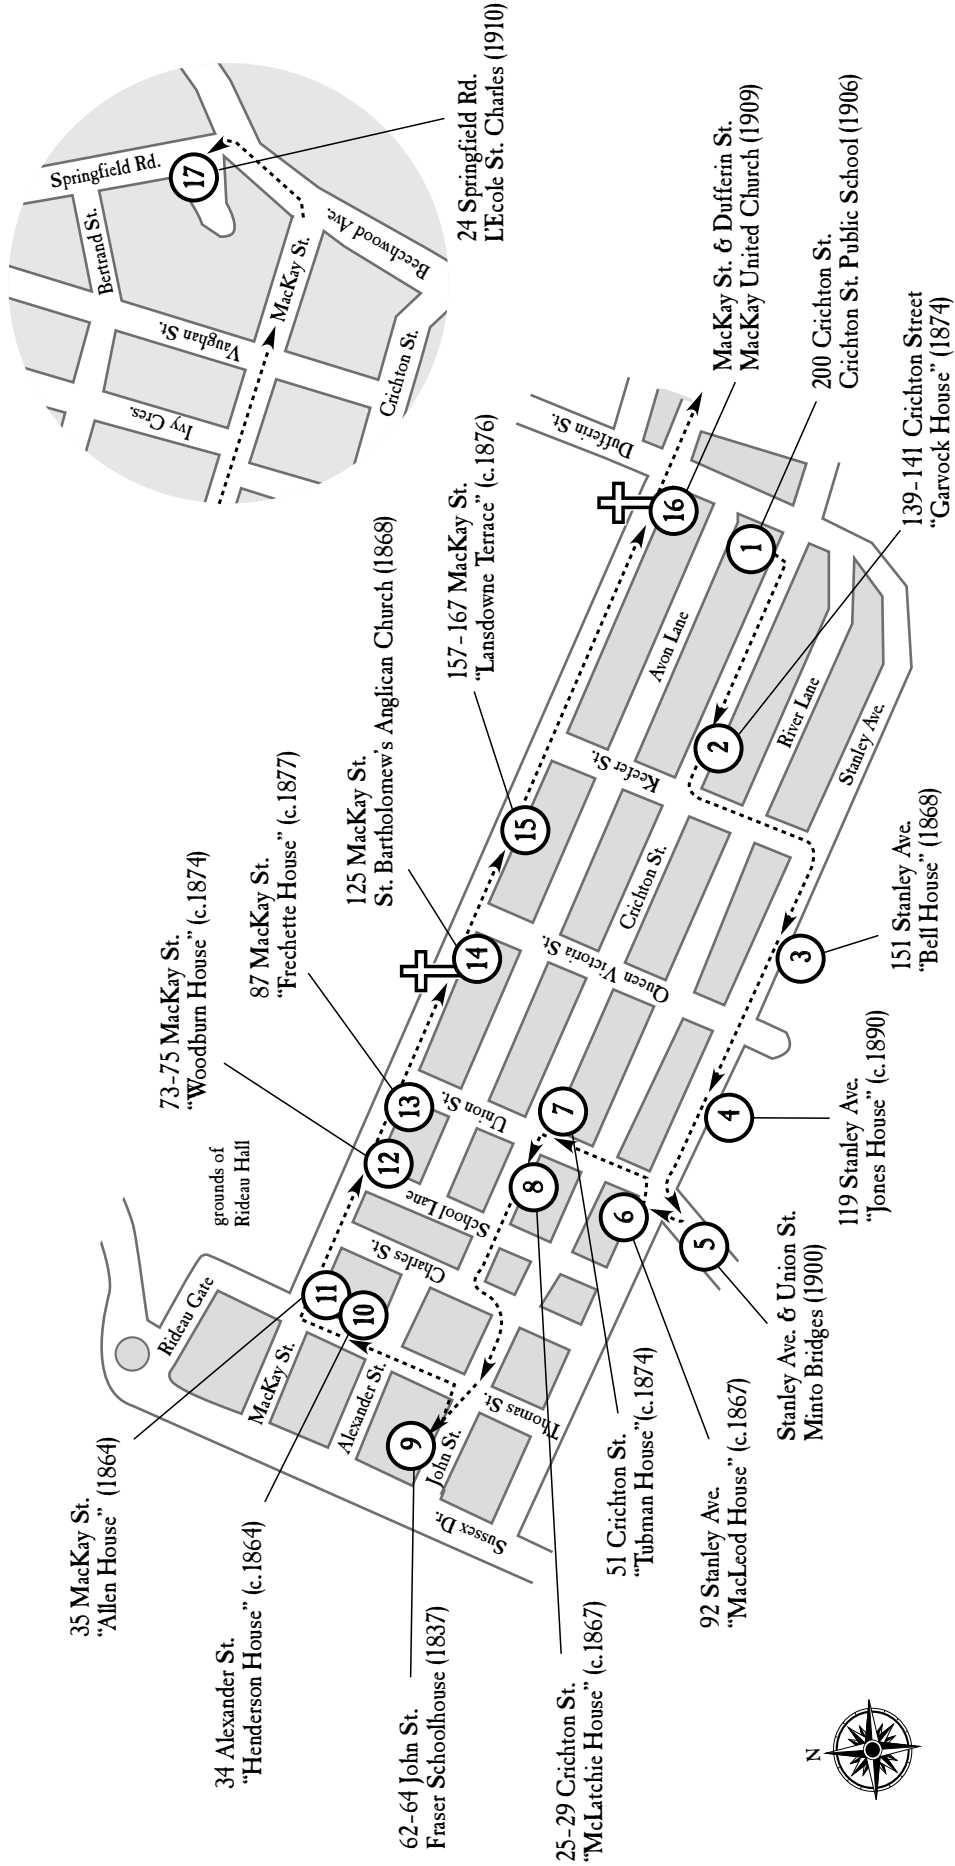 35 MacKay St.
“Allen House” (1864)
34 Alexander St.
“Henderson House” (c.1864)
62-64 John St.
Fraser Schoolhouse (1837)
25-29 Crichton St.
“McLatchie House” (c.1867)
51 Crichton St.
“Tubman House” (c.1874)
92 Stanley Ave.
“MacLeod House” (c.1867)
Stanley Ave. & Union St.
Minto Bridges (1900)
119 Stanley Ave.
“Jones House” (c.1890)
151 Stanley Ave.
“Bell House” (1868)
139-141 Crichton Street
“Garvock House” (1874)
200 Crichton St.
Crichton St. Public School (1906)
MacKay St. & Dufferin St.
MacKay United Church (1909)
24 Springfield Rd.
L’Ecole St. Charles (1910)
157-167 MacKay St.
“Lansdowne Terrace” (c.1876)
125 MacKay St.
St. Bartholomew’s Anglican Church (1868)
87 MacKay St.
“Frechette House” (c.1877)
73-75 MacKay St.
“Woodburn House” (c.1874)
grounds of
Rideau Hall
Rideau Gate
MacKay St.
Alexander St.
John St.
Sussex Dr.
Thomas St.
Charles St.
School Lane
Union St.
Queen Victoria St.
Crichton St.
Keefer St.
Avon Lane
River Lane
Stanley Ave.
Dufferin St.
Springfield Rd.
Bertrand St.
Vaughan St.
Ivy Cres.
MacKay St.
Beechwood Ave.
Crichton St.
1
2
3
4
5
6
7
8
9
10
11
12
13
14
15
16
17
N